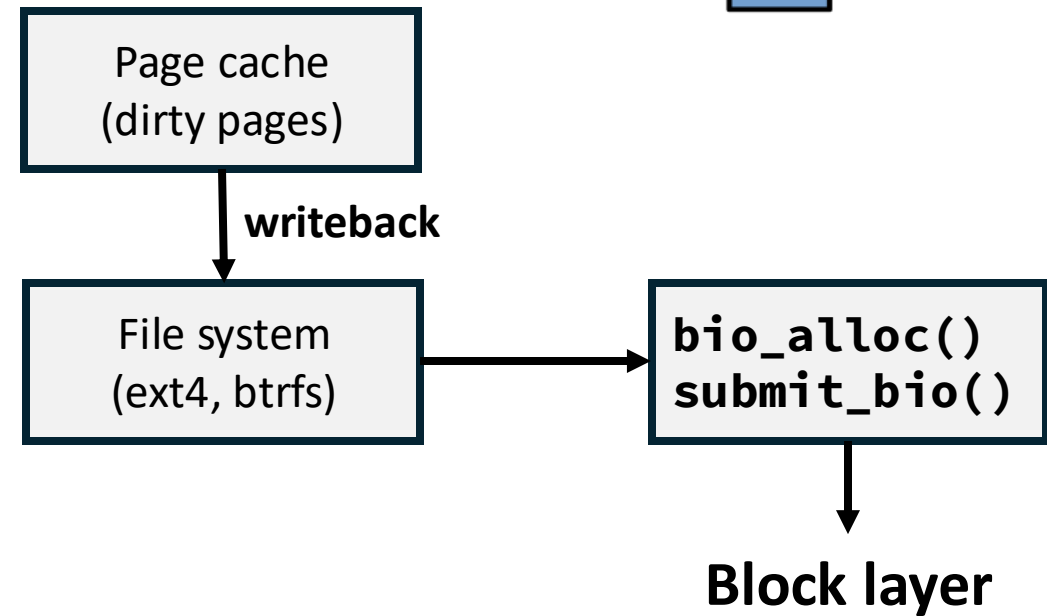 Page cache
(dirty pages)
writeback
File system
(ext4, btrfs)
bio_alloc()
submit_bio()
Block layer